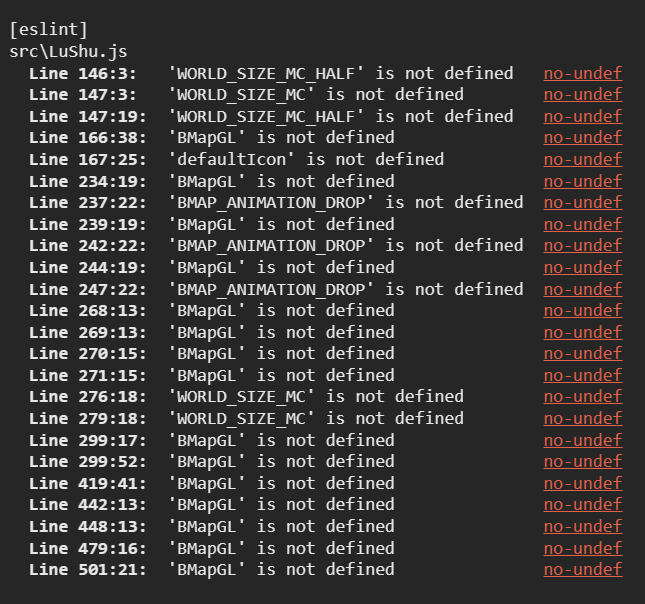 [eslint]
src\LuShu.js
Line 146:3: 'WORLD_SIZE_MC_HALF' is not defined no-undef
Line 147:3: 'WORLD_SIZE_MC' is not defined no-undef
Line 147:19: 'WORLD_SIZE_MC_HALF' is not defined no-undef
Line 166:38: 'BMapGL' is not defined no-undef
Line 167:25: 'defaultIcon' is not defined no-undef
Line 234:19: 'BMapGL' is not defined no-undef
Line 237:22: 'BMAP_ANIMATION_DROP' is not defined no-undef
Line 239:19: 'BMapGL' is not defined no-undef
Line 242:22: 'BMAP_ANIMATION_DROP' is not defined no-undef
Line 244:19: 'BMapGL' is not defined no-undef
Line 247:22: 'BMAP_ANIMATION_DROP' is not defined no-undef
Line 268:13: 'BMapGL' is not defined no-undef
Line 269:13: 'BMapGL' is not defined no-undef
Line 270:15: 'BMapGL' is not defined no-undef
Line 271:15: 'BMapGL' is not defined no-undef
Line 276:18: 'WORLD_SIZE_MC' is not defined no-undef
Line 279:18: 'WORLD_SIZE_MC' is not defined no-undef
Line 299:17: 'BMapGL' is not defined no-undef
Line 299:52: 'BMapGL' is not defined no-undef
Line 419:41: 'BMapGL' is not defined no-undef
Line 442:13: 'BMapGL' is not defined no-undef
Line 448:13: 'BMapGL' is not defined no-undef
Line 479:16: 'BMapGL' is not defined no-undef
Line 501:21: 'BMapGL' is not defined no-undef